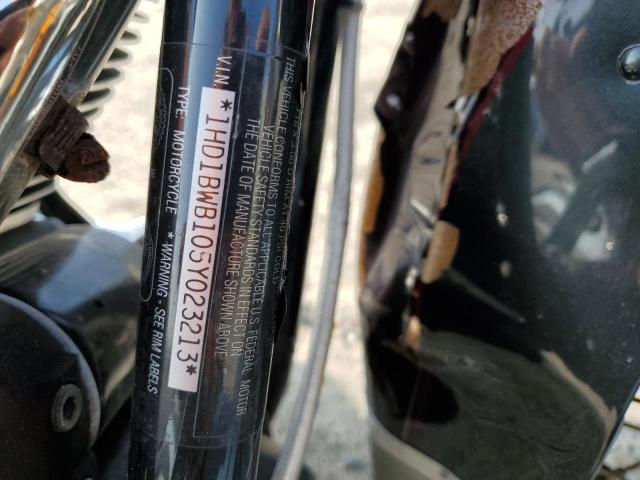 THIS VEHICLE CONFORMS TO ALL APPLICABLE U.S. FEDERAL MOTOR
VEHICLE SAFETY STANDARDS IN EFFECT ON
THE DATE OF MANUFACTURE SHOWN ABOVE
V.I.N. *1HD1BWB105Y023213*
TYPE: MOTORCYCLE * WARNING - SEE RIM LABELS